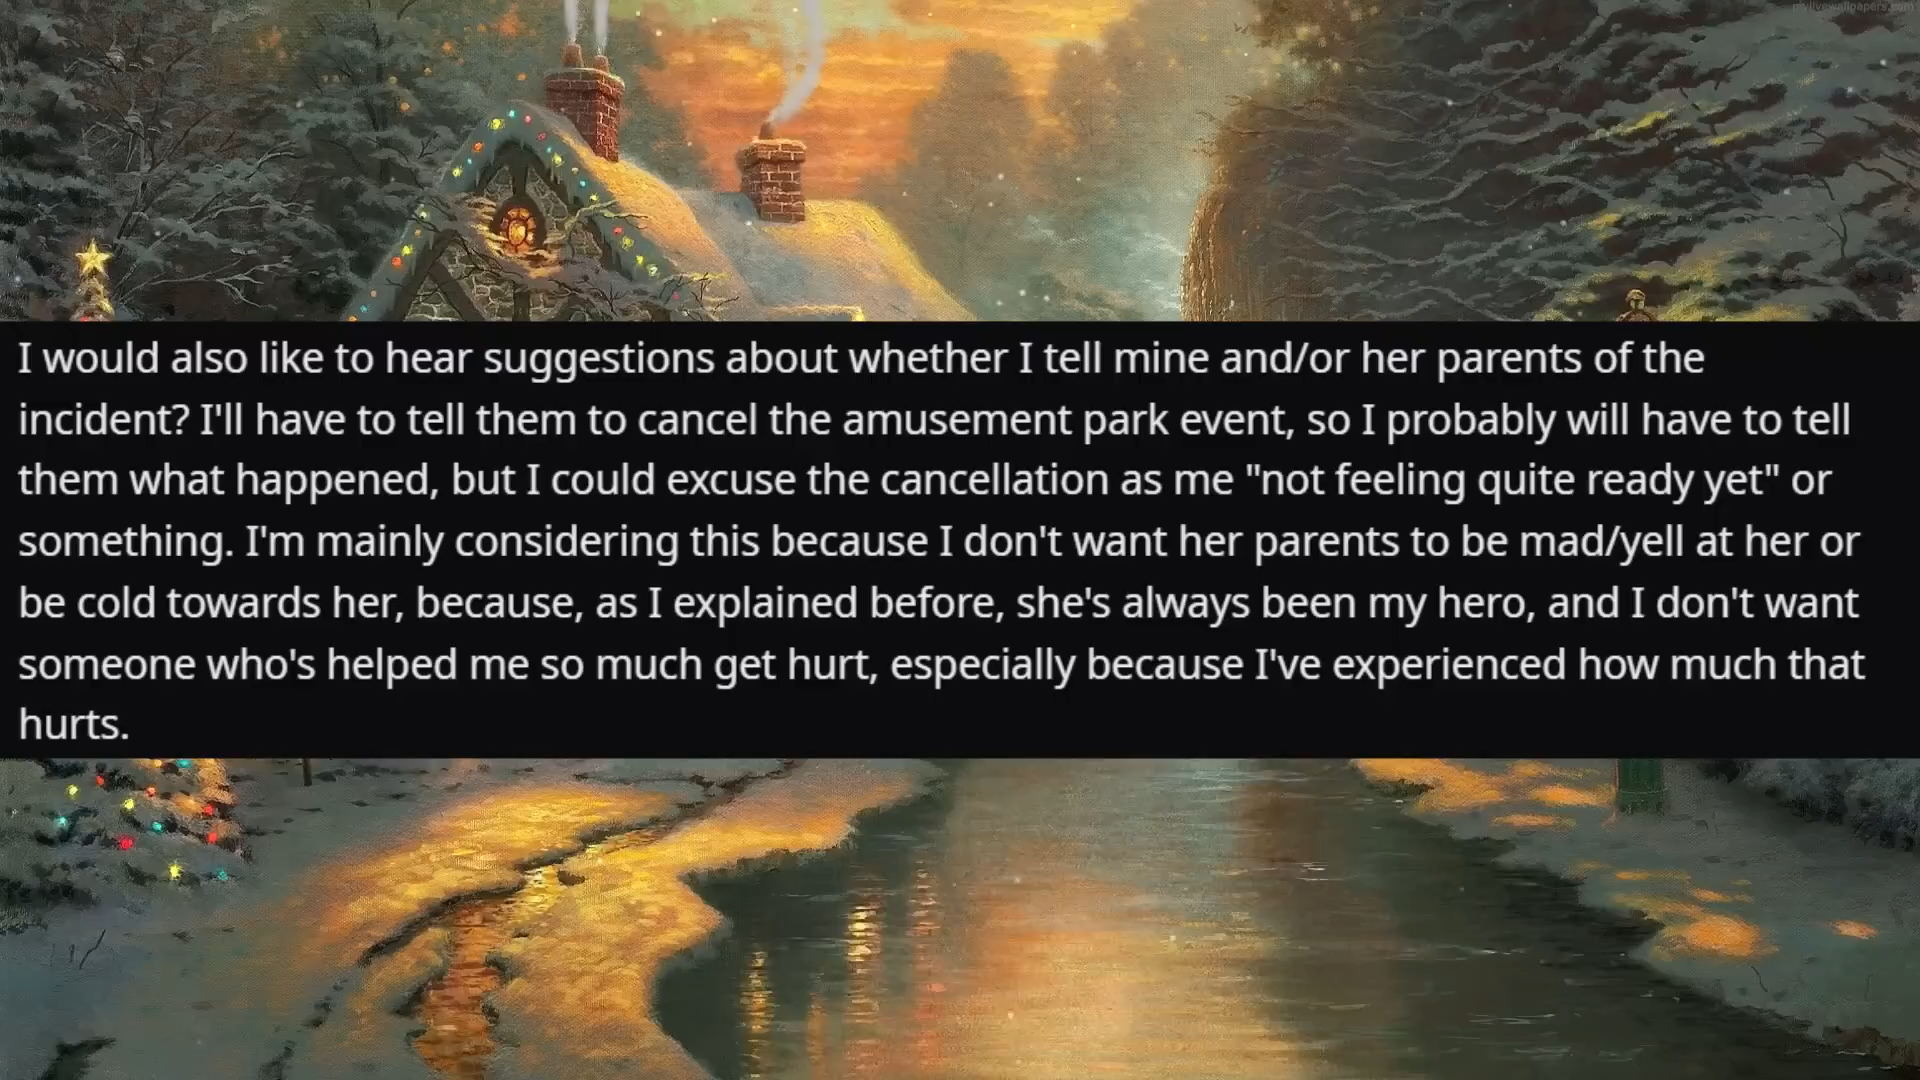 mylivewallpapers.com
I would also like to hear suggestions about whether I tell mine and/or her parents of the
incident? I'll have to tell them to cancel the amusement park event, so I probably will have to tell
them what happened, but I could excuse the cancellation as me "not feeling quite ready yet" or
something. I'm mainly considering this because I don't want her parents to be mad/yell at her or
be cold towards her, because, as I explained before, she's always been my hero, and I don't want
someone who's helped me so much get hurt, especially because I've experienced how much that
hurts.